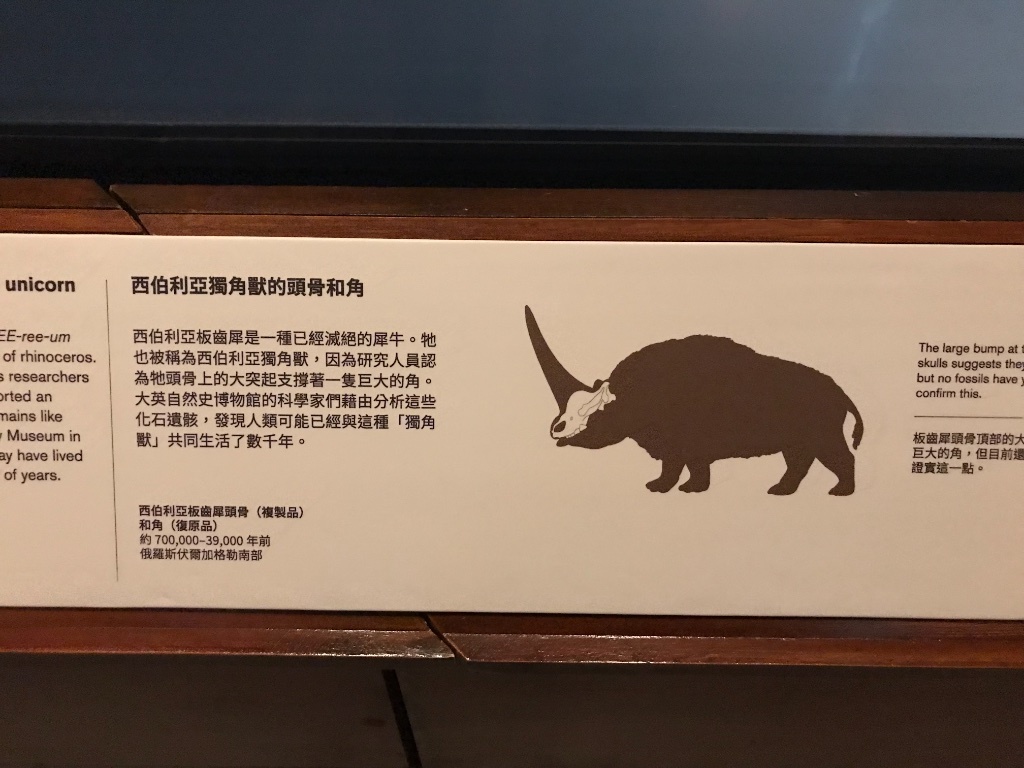 unicorn
EE-ree-um
of rhinoceros.
researchers
an
like
Museum in
have lived
of years.
西伯利亞獨角獸的頭骨和角
西伯利亞板齒犀是一種已經滅絕的犀牛。牠
也被稱為西伯利亞獨角獸，因為研究人員認
為牠頭骨上的大突起支撐著一隻巨大的角。
大英自然史博物館的科學家們藉由分析這些
化石遺骸，發現人類可能已經與這種「獨角
獸」共同生活了數千年。
西伯利亞板齒犀頭骨（複製品）
和角（復原品）
約 700,000–39,000 年前
俄羅斯伏爾加格勒南部
The large bump at
skulls suggests they
but no fossils have
confirm this.
板齒犀頭骨頂部的大
巨大的角，但目前還
證實這一點。